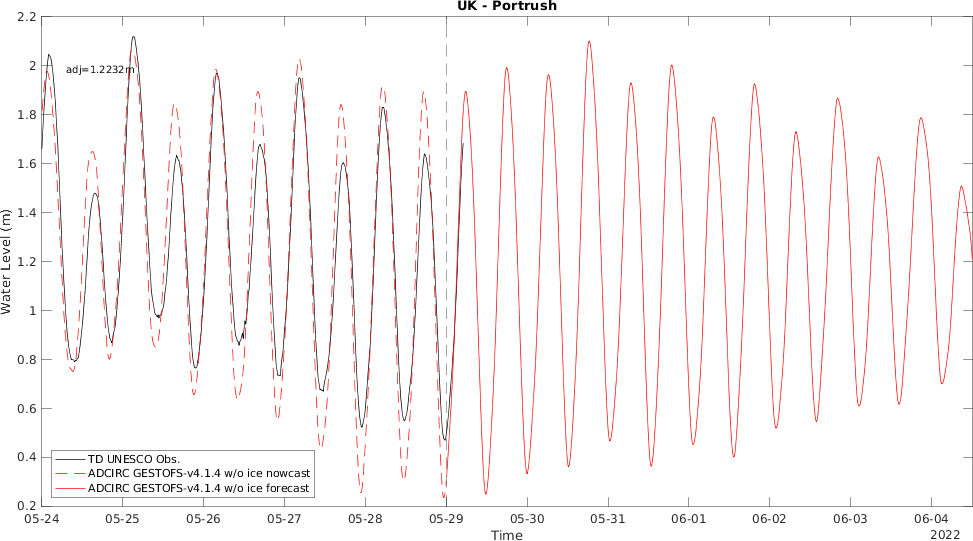 UK - Portrush
2.2
2
1.8
1.6
1.4
1.2
1
0.8
0.6
0.4
0.2
Water Level (m)
adj=1.2232m
TD UNESCO Obs.
ADCIRC GESTOFS-v4.1.4 w/o ice nowcast
ADCIRC GESTOFS-v4.1.4 w/o ice forecast
05-24 05-25 05-26 05-27 05-28 05-29 05-30 05-31 06-01 06-02 06-03 06-04
2022
Time